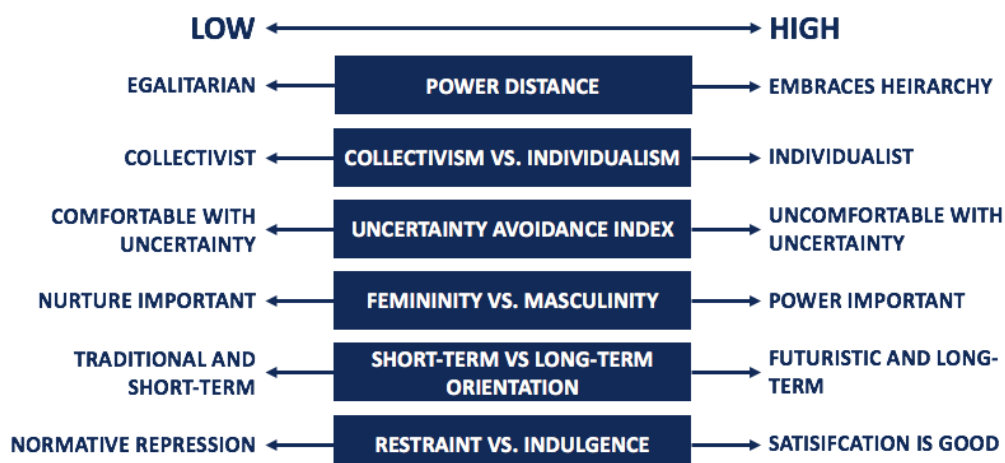 LOW
HIGH
EGALITARIAN
POWER DISTANCE
EMBRACES HEIRARCHY
COLLECTIVIST
COLLECTIVISM VS. INDIVIDUALISM
INDIVIDUALIST
COMFORTABLE WITH
UNCERTAINTY
UNCERTAINTY AVOIDANCE INDEX
UNCOMFORTABLE WITH
UNCERTAINTY
NURTURE IMPORTANT
FEMININITY VS. MASCULINITY
POWER IMPORTANT
TRADITIONAL AND
SHORT-TERM
SHORT-TERM VS LONG-TERM
ORIENTATION
FUTURISTIC AND LONG-
TERM
NORMATIVE REPRESSION
RESTRAINT VS. INDULGENCE
SATISIFCATION IS GOOD